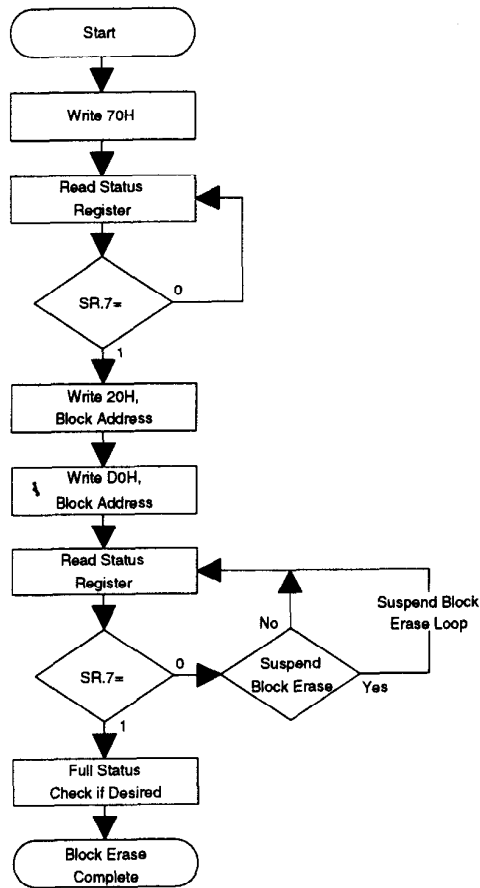 Start
Write 70H
Read Status
Register
SR.7=
0
1
Write 20H,
Block Address
Write D0H,
Block Address
Read Status
Register
Suspend Block
Erase Loop
No
SR.7=
0
Suspend
Block Erase
Yes
1
Full Status
Check if Desired
Block Erase
Complete